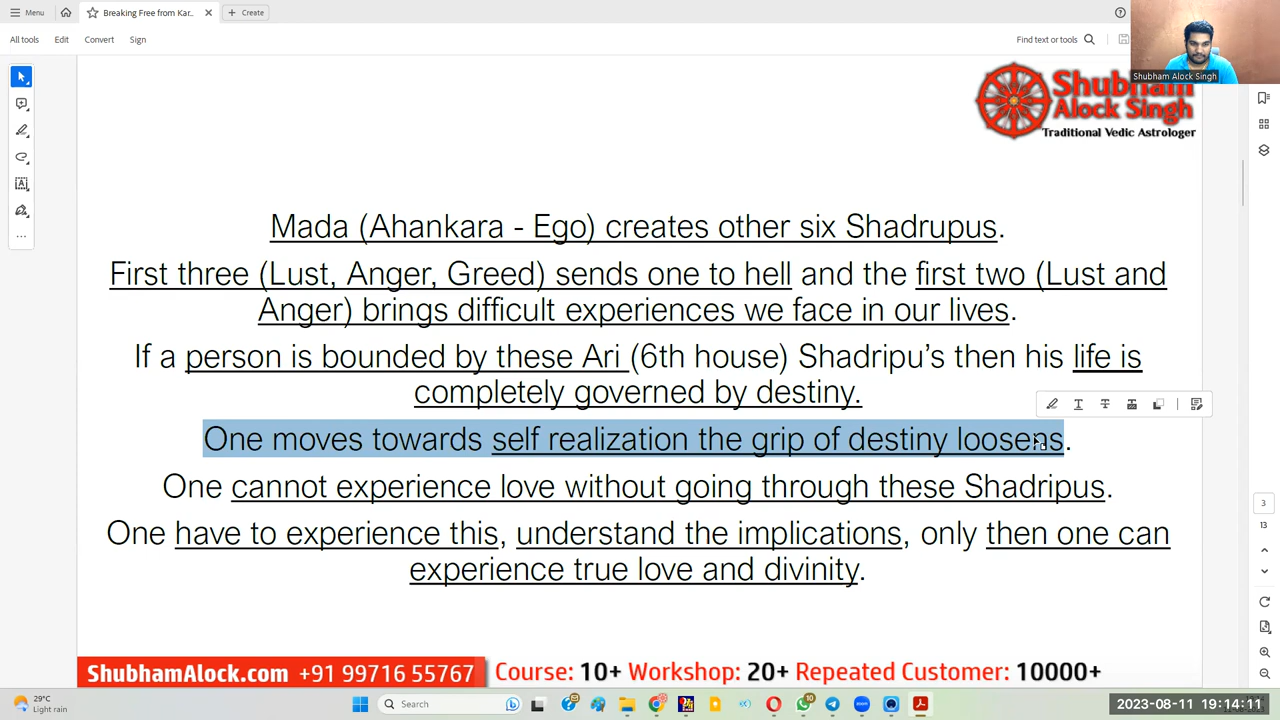 Menu
Breaking Free from Kar...
Create
All tools
Edit
Convert
Sign
Find text or tools
Shubham Alock Singh
Shubham
Alock Singh
Traditional Vedic Astrologer
Mada (Ahankara - Ego) creates other six Shadrupus.
First three (Lust, Anger, Greed) sends one to hell and the first two (Lust and
Anger) brings difficult experiences we face in our lives.
If a person is bounded by these Ari (6th house) Shadripu's then his life is
completely governed by destiny.
One moves towards self realization the grip of destiny loosens.
One cannot experience love without going through these Shadripus.
One have to experience this, understand the implications, only then one can
experience true love and divinity.
3
13
ShubhamAlock.com +91 99716 55767
Course: 10+ Workshop: 20+ Repeated Customer: 10000+
29°C
Light rain
Search
10
2023-08-11 19:14:11